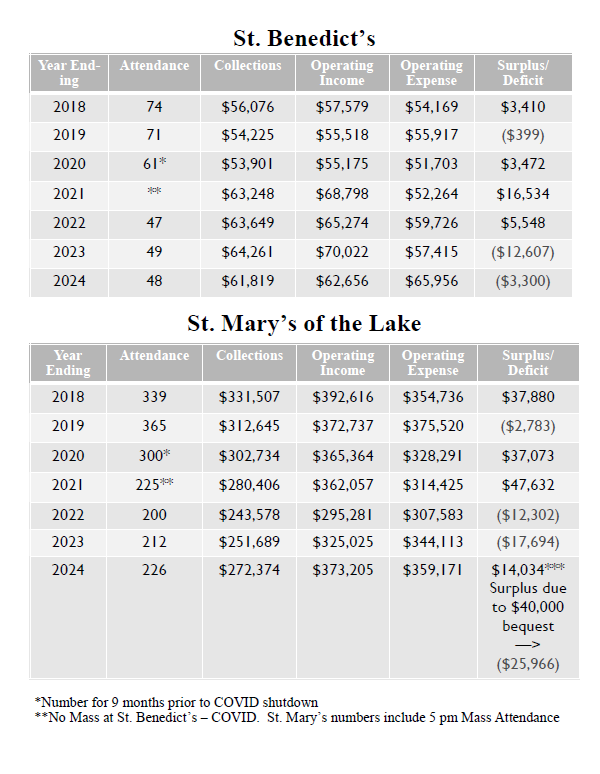 St. Benedict's
Year End-
ing
Attendance
Collections
Operating
Income
Operating
Expense
Surplus/
Deficit
2018 74 $56,076 $57,579 $54,169 $3,410
2019 71 $54,225 $55,518 $55,917 ($399)
2020 61* $53,901 $55,175 $51,703 $3,472
2021 ** $63,248 $68,798 $52,264 $16,534
2022 47 $63,649 $65,274 $59,726 $5,548
2023 49 $64,261 $70,022 $57,415 ($12,607)
2024 48 $61,819 $62,656 $65,956 ($3,300)
St. Mary's of the Lake
Year
Ending
Attendance
Collections
Operating
Income
Operating
Expense
Surplus/
Deficit
2018 339 $331,507 $392,616 $354,736 $37,880
2019 365 $312,645 $372,737 $375,520 ($2,783)
2020 300* $302,734 $365,364 $328,291 $37,073
2021 225** $280,406 $362,057 $314,425 $47,632
2022 200 $243,578 $295,281 $307,583 ($12,302)
2023 212 $251,689 $325,025 $344,113 ($17,694)
2024 226 $272,374 $373,205 $359,171 $14,034***
Surplus due
to $40,000
bequest
—>
($25,966)
*Number for 9 months prior to COVID shutdown
**No Mass at St. Benedict's – COVID.  St. Mary's numbers include 5 pm Mass Attendance